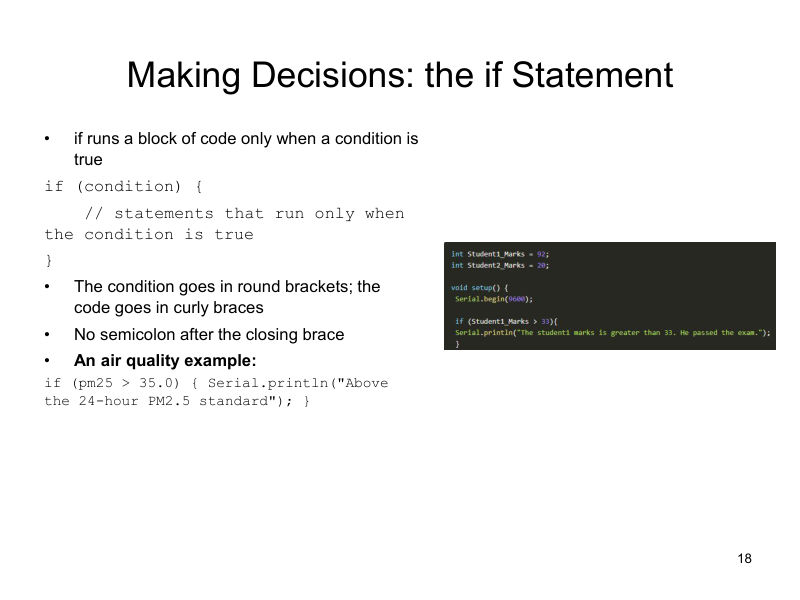 Making Decisions: the if Statement
• if runs a block of code only when a condition is
true
if (condition) {
// statements that run only when
the condition is true
}
• The condition goes in round brackets; the
code goes in curly braces
• No semicolon after the closing brace
• An air quality example:
if (pm25 > 35.0) { Serial.println("Above
the 24-hour PM2.5 standard"); }
int Student1_Marks = 92;
int Student2_Marks = 20;
void setup() {
Serial.begin(9600);
if (Student1_Marks > 33){
Serial.println("The student1 marks is greater than 33. He passed the exam.");
}
18